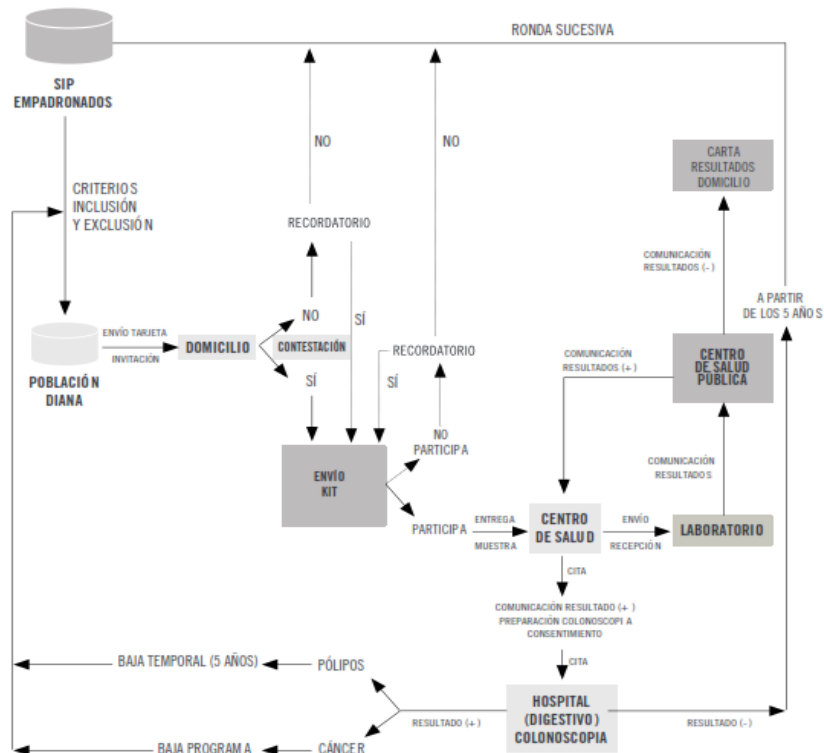 RONDA SUCESIVA
SIP
EMPADRONADOS
NO
NO
CARTA
RESULTADOS
DOMICILIO
CRITERIOS
INCLUSIÓN
Y EXCLUSIÓN
RECORDATORIO
COMUNICACIÓN
RESULTADOS (-)
A PARTIR
DE LOS 5 AÑOS
NO
SÍ
ENVÍO TARJETA
INVITACIÓN
DOMICILIO
CONTESTACIÓN
RECORDATORIO
COMUNICACIÓN
RESULTADOS (+)
CENTRO
DE SALUD
PÚBLICA
POBLACIÓN
DIANA
SÍ
SÍ
NO
PARTICIPA
ENVÍO
KIT
COMUNICACIÓN
RESULTADOS
PARTICIPA
ENTREGA
MUESTRA
CENTRO
DE SALUD
ENVÍO
RECEPCIÓN
LABORATORIO
CITA
COMUNICACIÓN RESULTADO (+)
PREPARACIÓN COLONOSCOPIA
CONSENTIMIENTO
CITA
BAJA TEMPORAL (5 AÑOS)
PÓLIPOS
HOSPITAL
(DIGESTIVO)
COLONOSCOPIA
RESULTADO (+)
RESULTADO (-)
BAJA PROGRAMA
CÁNCER